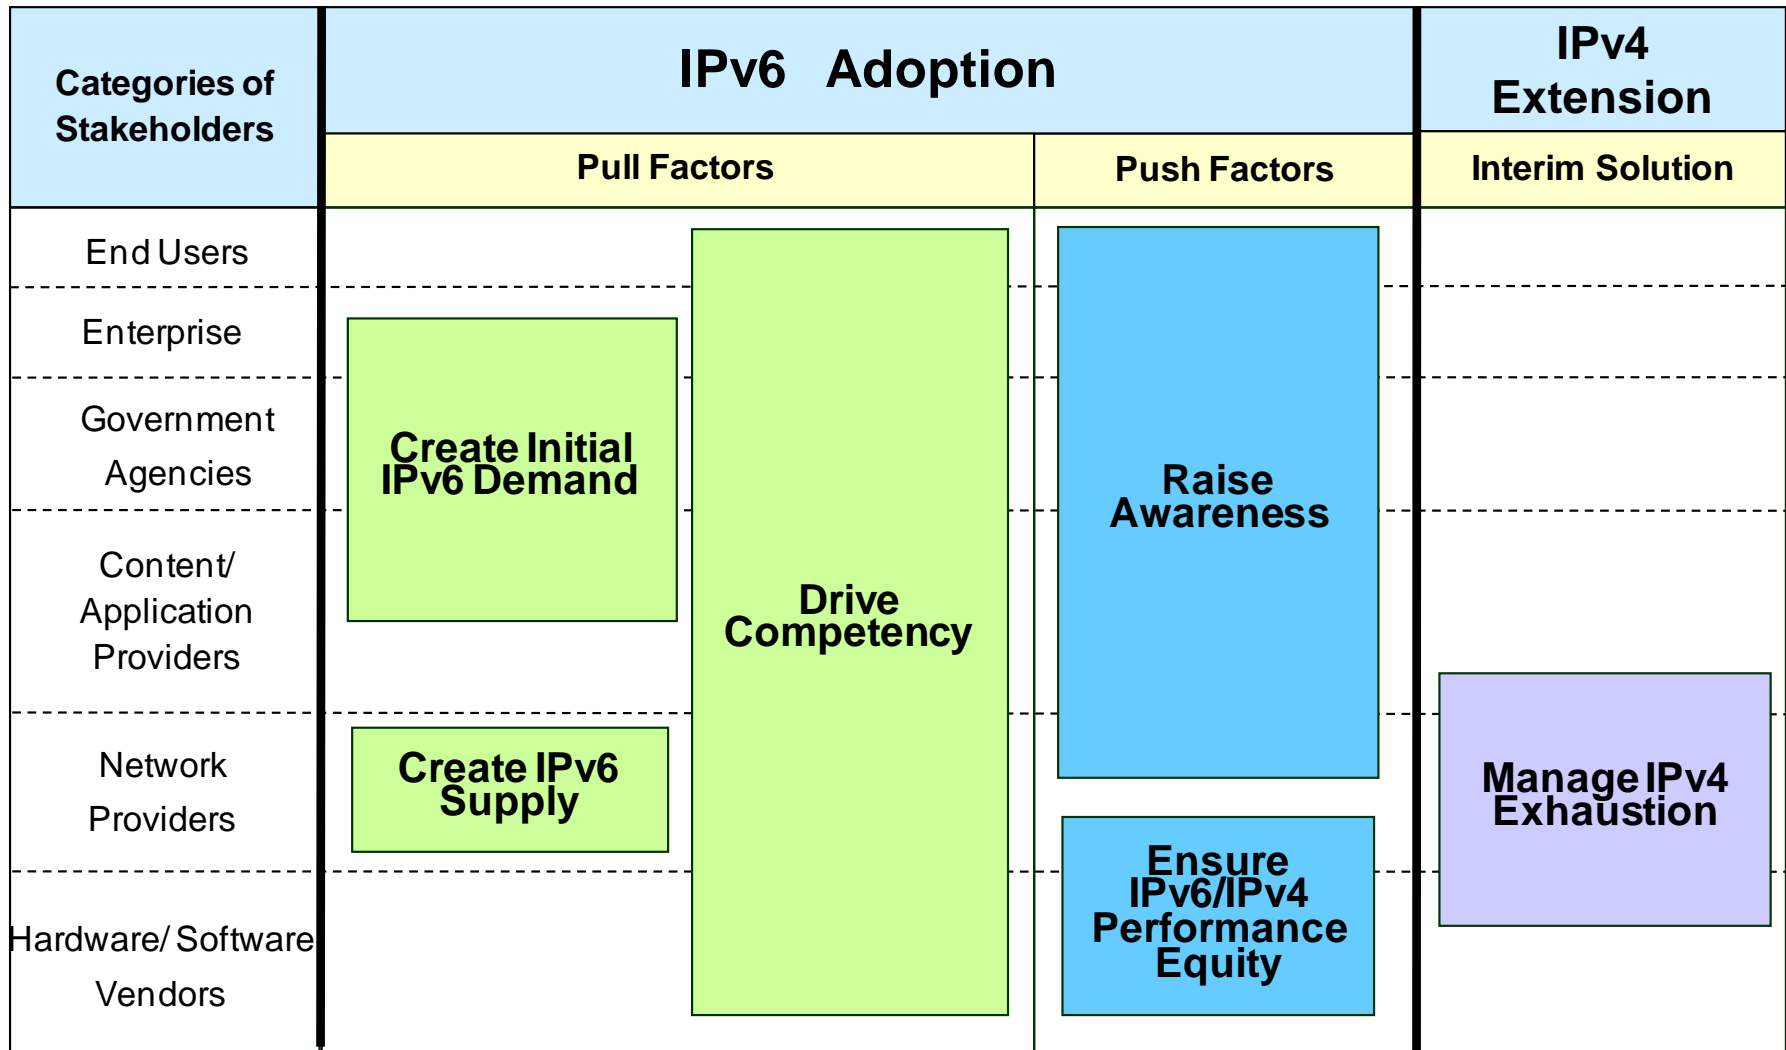 Categories of
Stakeholders
IPv6 Adoption
IPv4
Extension
Pull Factors
Push Factors
Interim Solution
End Users
Enterprise
Government
Agencies
Content/
Application
Providers
Network
Providers
Hardware/ Software
Vendors
Create Initial
IPv6 Demand
Create IPv6
Supply
Drive
Competency
Raise
Awareness
Ensure
IPv6/IPv4
Performance
Equity
Manage IPv4
Exhaustion